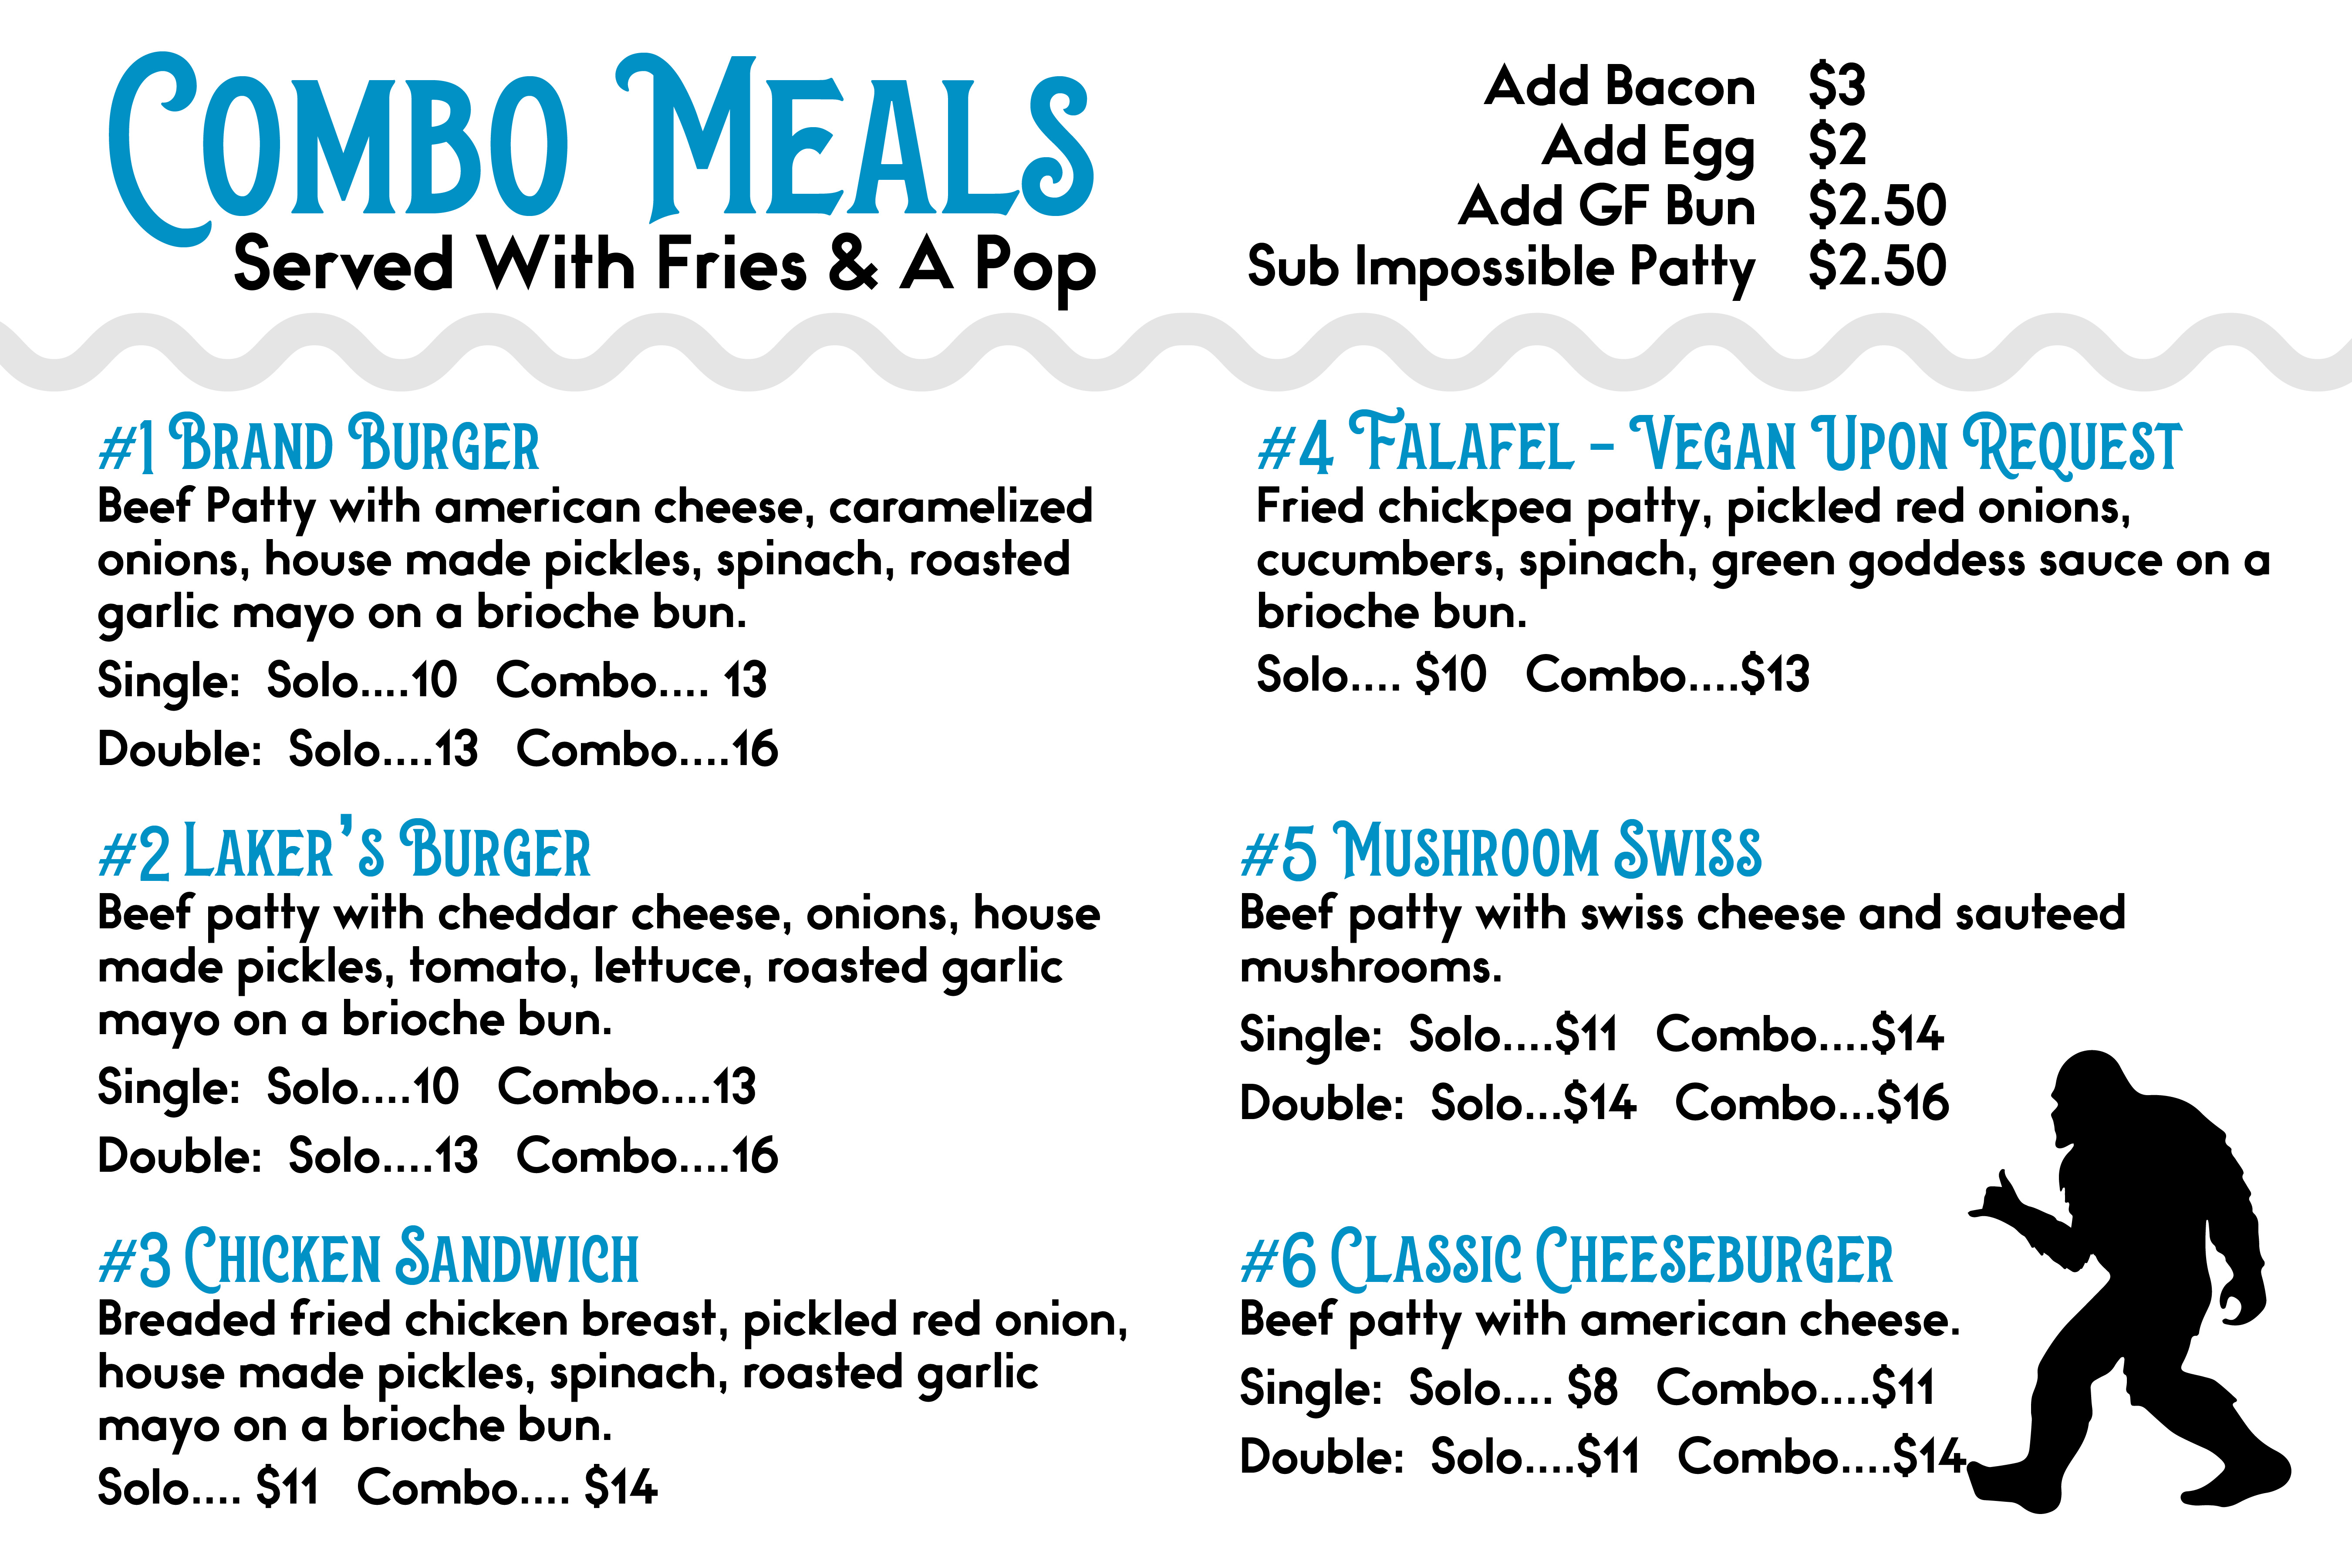 Combo Meals
Served With Fries & A Pop
Add Bacon $3
Add Egg $2
Add GF Bun $2.50
Sub Impossible Patty $2.50
#1 Brand Burger
Beef Patty with american cheese, caramelized
onions, house made pickles, spinach, roasted
garlic mayo on a brioche bun.
Single: Solo....10 Combo.... 13
Double: Solo....13 Combo....16
#2 Laker's Burger
Beef patty with cheddar cheese, onions, house
made pickles, tomato, lettuce, roasted garlic
mayo on a brioche bun.
Single: Solo....10 Combo....13
Double: Solo....13 Combo....16
#3 Chicken Sandwich
Breaded fried chicken breast, pickled red onion,
house made pickles, spinach, roasted garlic
mayo on a brioche bun.
Solo.... $11 Combo.... $14
#4 Falafel - Vegan Upon Request
Fried chickpea patty, pickled red onions,
cucumbers, spinach, green goddess sauce on a
brioche bun.
Solo.... $10 Combo....$13
#5 Mushroom Swiss
Beef patty with swiss cheese and sauteed
mushrooms.
Single: Solo....$11 Combo....$14
Double: Solo...$14 Combo...$16
#6 Classic Cheeseburger
Beef patty with american cheese.
Single: Solo.... $8 Combo....$11
Double: Solo....$11 Combo....$14